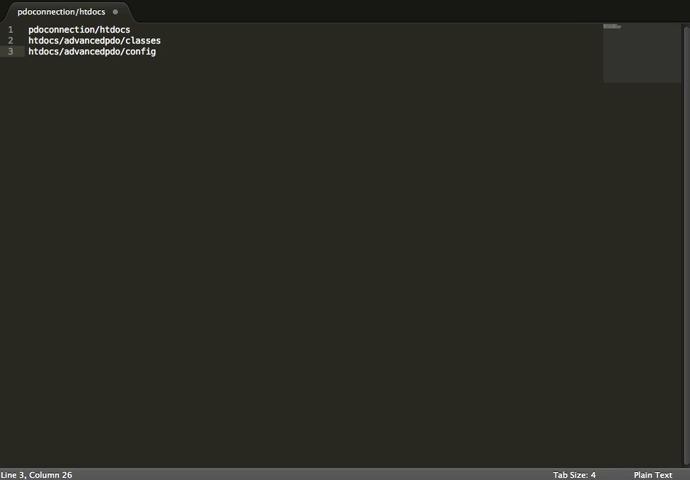 pdoconnection/htdocs
1 pdoconnection/htdocs
2 htdocs/advancedpdo/classes
3 htdocs/advancedpdo/config
Line 3, Column 26 Tab Size: 4 Plain Text